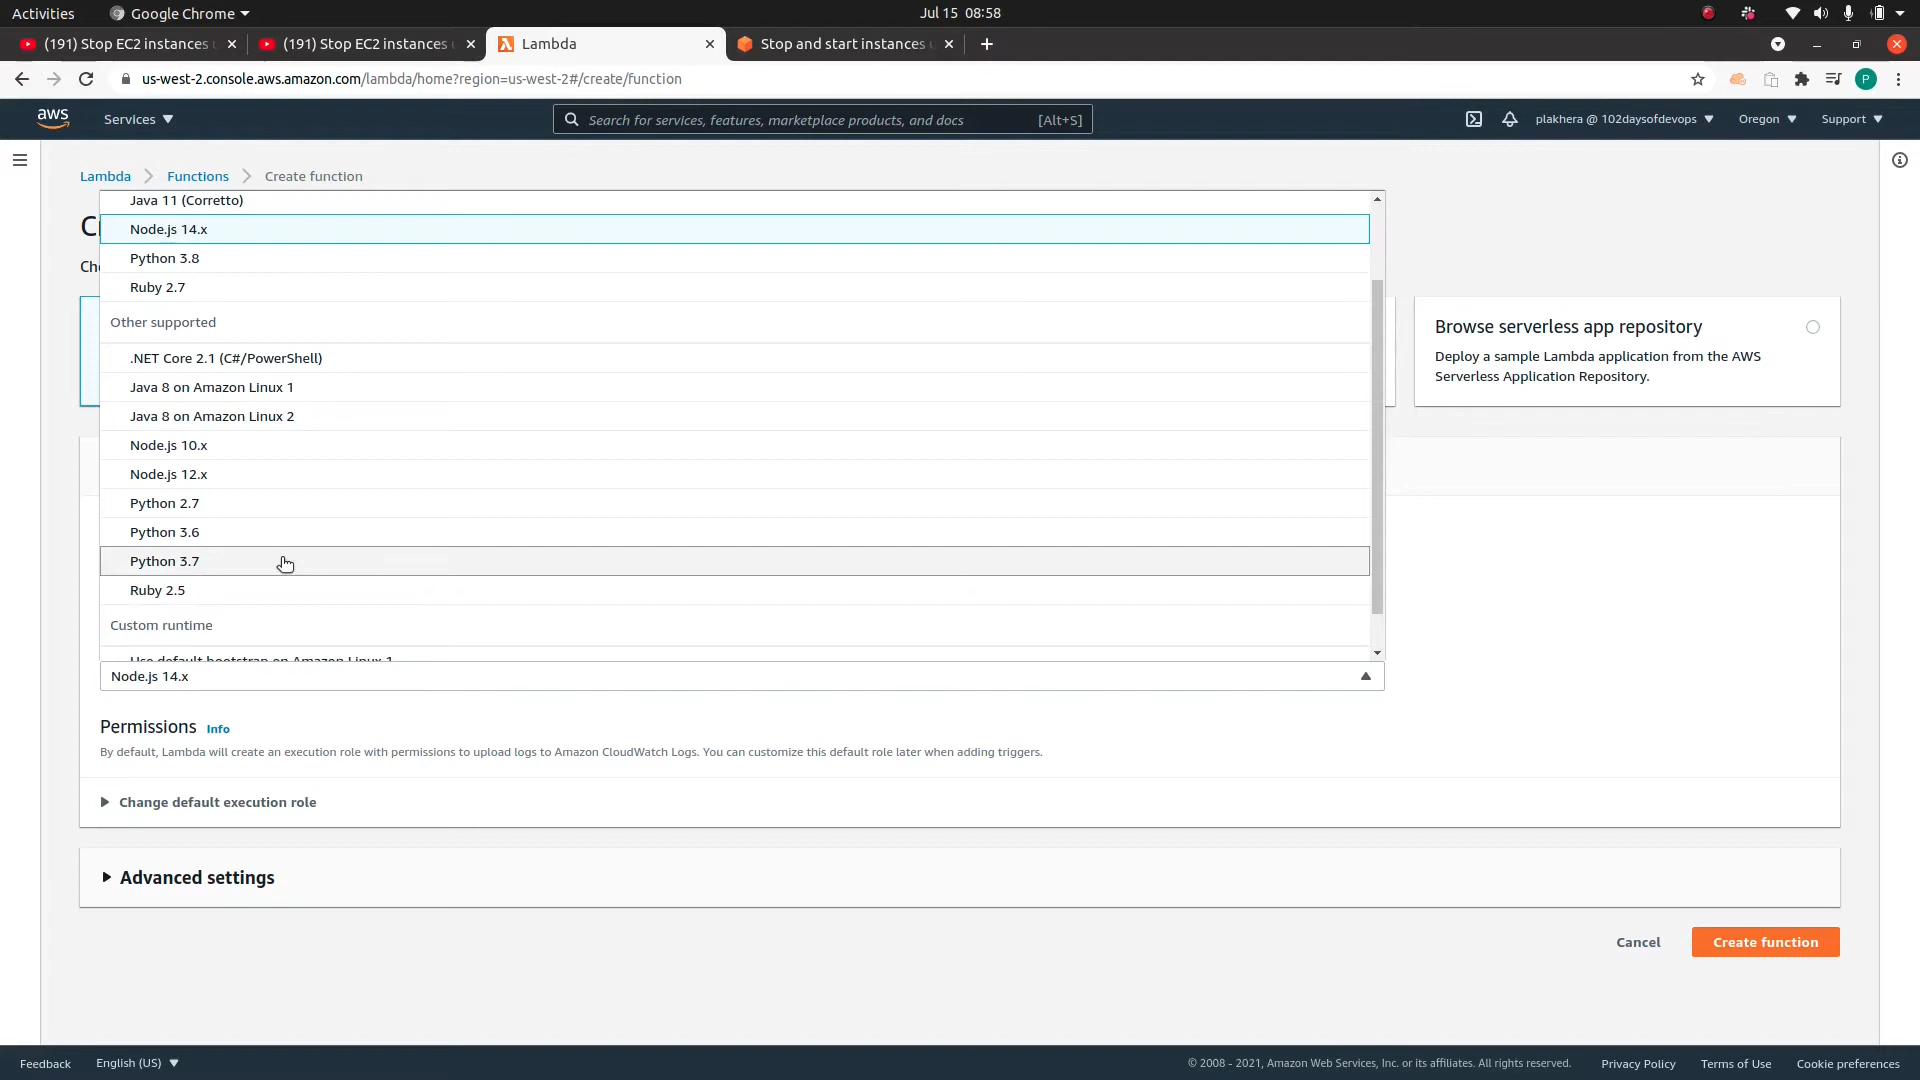 Activities
Google Chrome
Jul 15 08:58
(191) Stop EC2 instances
(191) Stop EC2 instances
Lambda
Stop and start instances
us-west-2.console.aws.amazon.com/lambda/home?region=us-west-2#/create/function
P
aws
Services
Search for services, features, marketplace products, and docs
[Alt+S]
plakhera @ 102daysofdevops
Oregon
Support
Lambda
Functions
Create function
Java 11 (Corretto)
Node.js 14.x
Python 3.8
Ruby 2.7
Other supported
.NET Core 2.1 (C#/PowerShell)
Java 8 on Amazon Linux 1
Java 8 on Amazon Linux 2
Node.js 10.x
Node.js 12.x
Python 2.7
Python 3.6
Python 3.7
Ruby 2.5
Custom runtime
Use default bootstrap on Amazon Linux 1
Node.js 14.x
Browse serverless app repository
Deploy a sample Lambda application from the AWS
Serverless Application Repository.
Permissions Info
By default, Lambda will create an execution role with permissions to upload logs to Amazon CloudWatch Logs. You can customize this default role later when adding triggers.
Change default execution role
Advanced settings
Cancel
Create function
Feedback
English (US)
© 2008 - 2021, Amazon Web Services, Inc. or its affiliates. All rights reserved.
Privacy Policy
Terms of Use
Cookie preferences